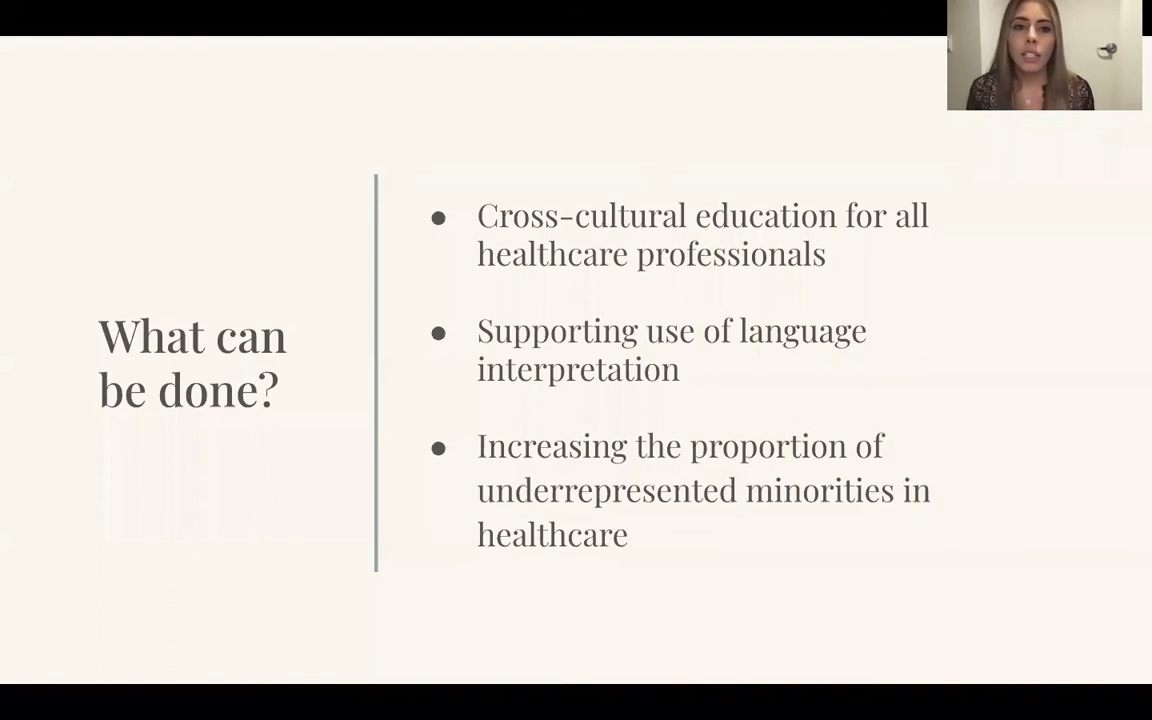 What can
be done?
● Cross-cultural education for all
healthcare professionals
● Supporting use of language
interpretation
● Increasing the proportion of
underrepresented minorities in
healthcare